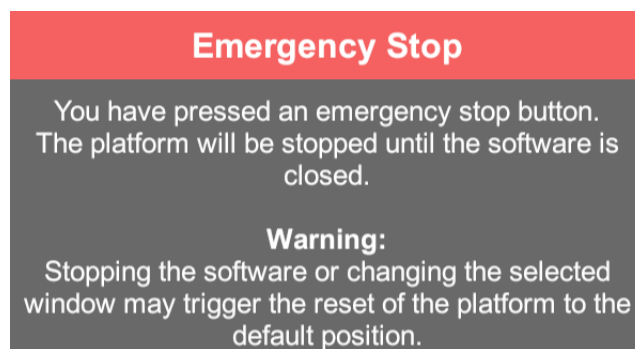 Emergency Stop
You have pressed an emergency stop button.
The platform will be stopped until the software is
closed.
Warning:
Stopping the software or changing the selected
window may trigger the reset of the platform to the
default position.